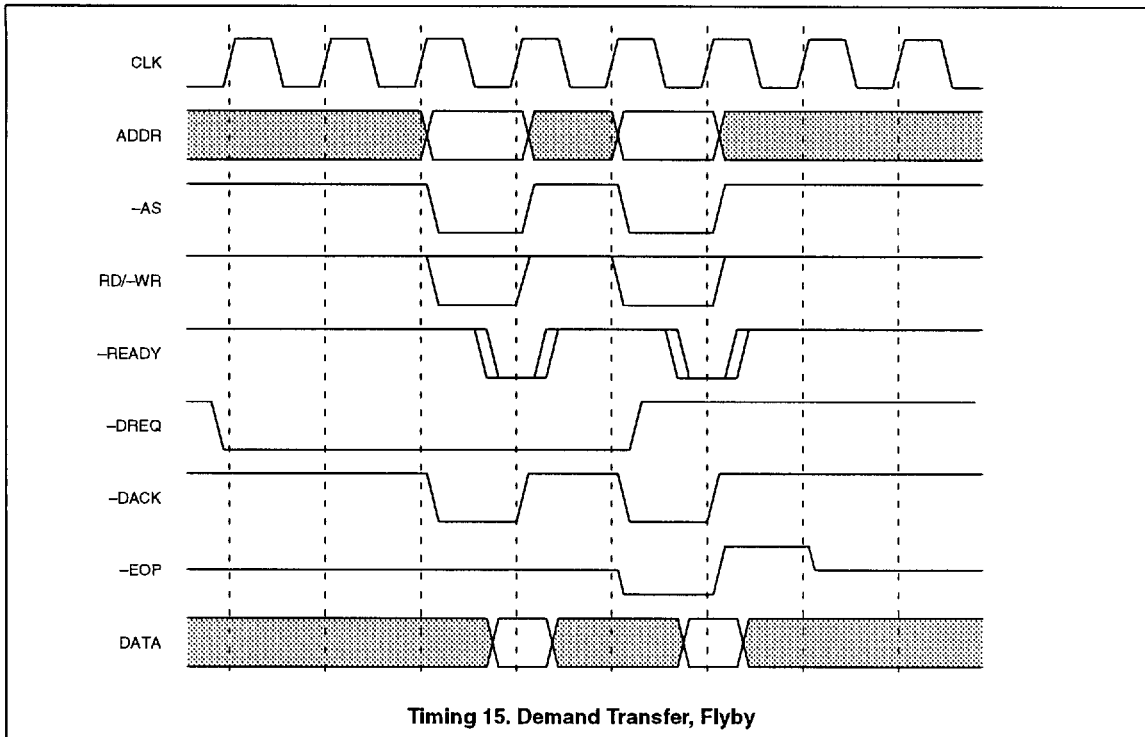 CLK
ADDR
–AS
RD/–WR
–READY
–DREQ
–DACK
–EOP
DATA
Timing 15. Demand Transfer, Flyby